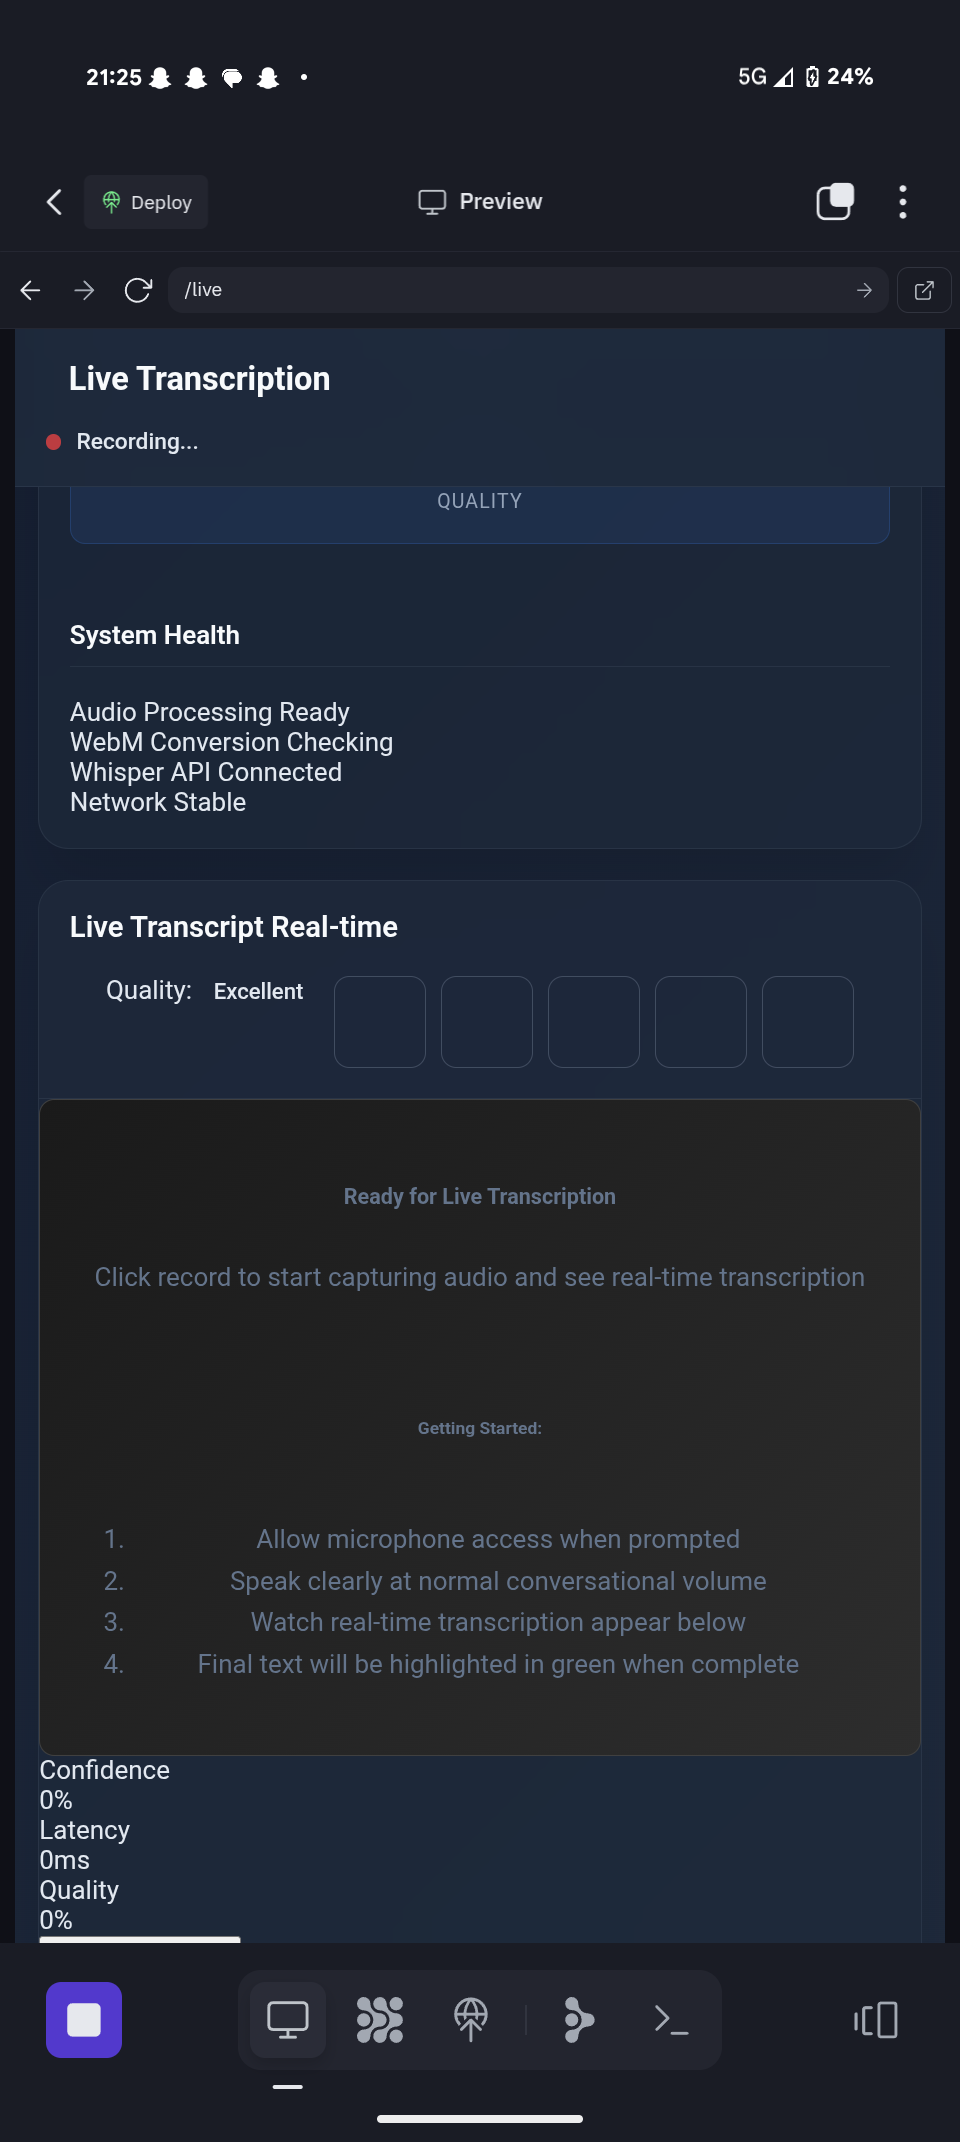 21:25
5G 24%
Deploy
Preview
/live
Live Transcription
Recording...
QUALITY
System Health
Audio Processing Ready
WebM Conversion Checking
Whisper API Connected
Network Stable
Live Transcript Real-time
Quality: Excellent
Ready for Live Transcription
Click record to start capturing audio and see real-time transcription
Getting Started:
1. Allow microphone access when prompted
2. Speak clearly at normal conversational volume
3. Watch real-time transcription appear below
4. Final text will be highlighted in green when complete
Confidence
0%
Latency
0ms
Quality
0%